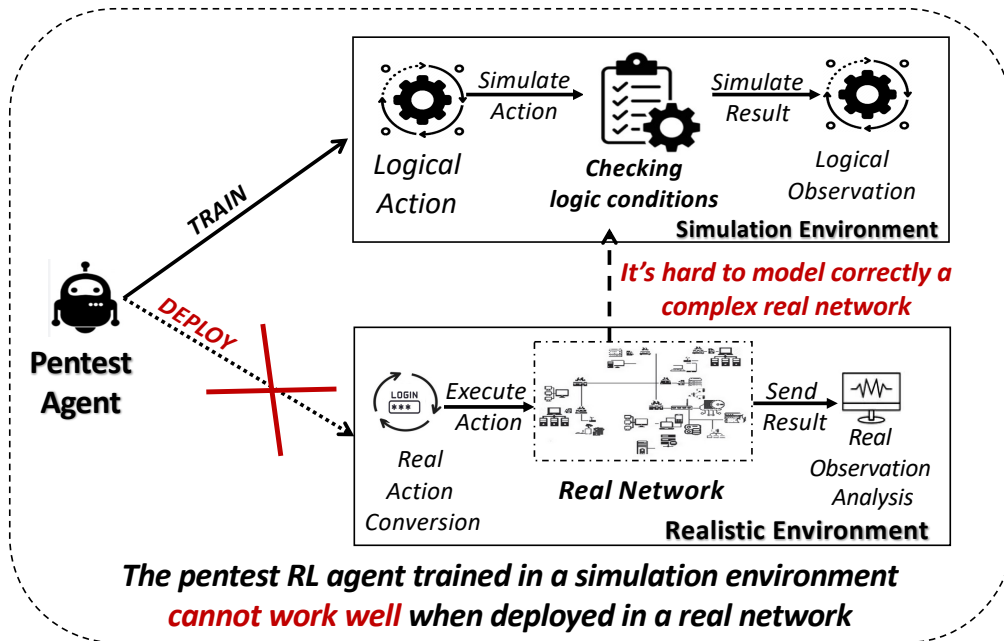 Simulate
Action
Simulate
Result
Logical
Action
Checking
logic conditions
Logical
Observation
Simulation Environment
TRAIN
It's hard to model correctly a
complex real network
DEPLOY
Pentest
Agent
LOGIN
***
Execute
Action
Send
Result
Real
Action
Conversion
Real Network
Real
Observation
Analysis
Realistic Environment
The pentest RL agent trained in a simulation environment
cannot work well when deployed in a real network